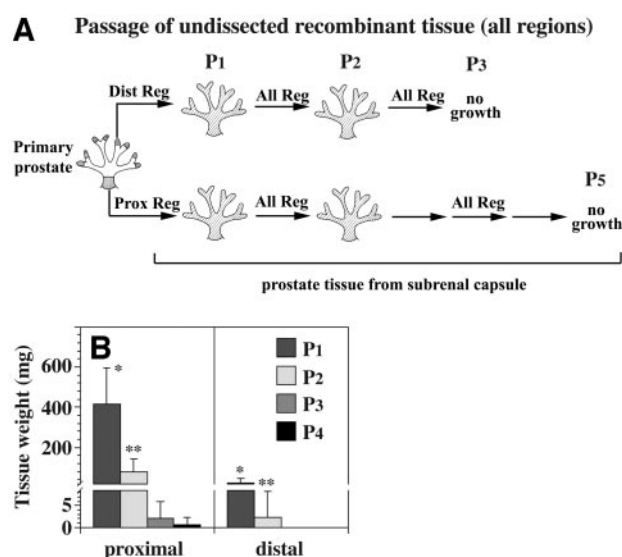 A Passage of undissected recombinant tissue (all regions)
P1 P2 P3
Dist Reg All Reg All Reg no growth
Primary prostate
P5
Prox Reg All Reg All Reg no growth
prostate tissue from subrenal capsule
B
Tissue weight (mg)
600
400
200
5
0
*
**
*
**
P1
P2
P3
P4
proximal distal